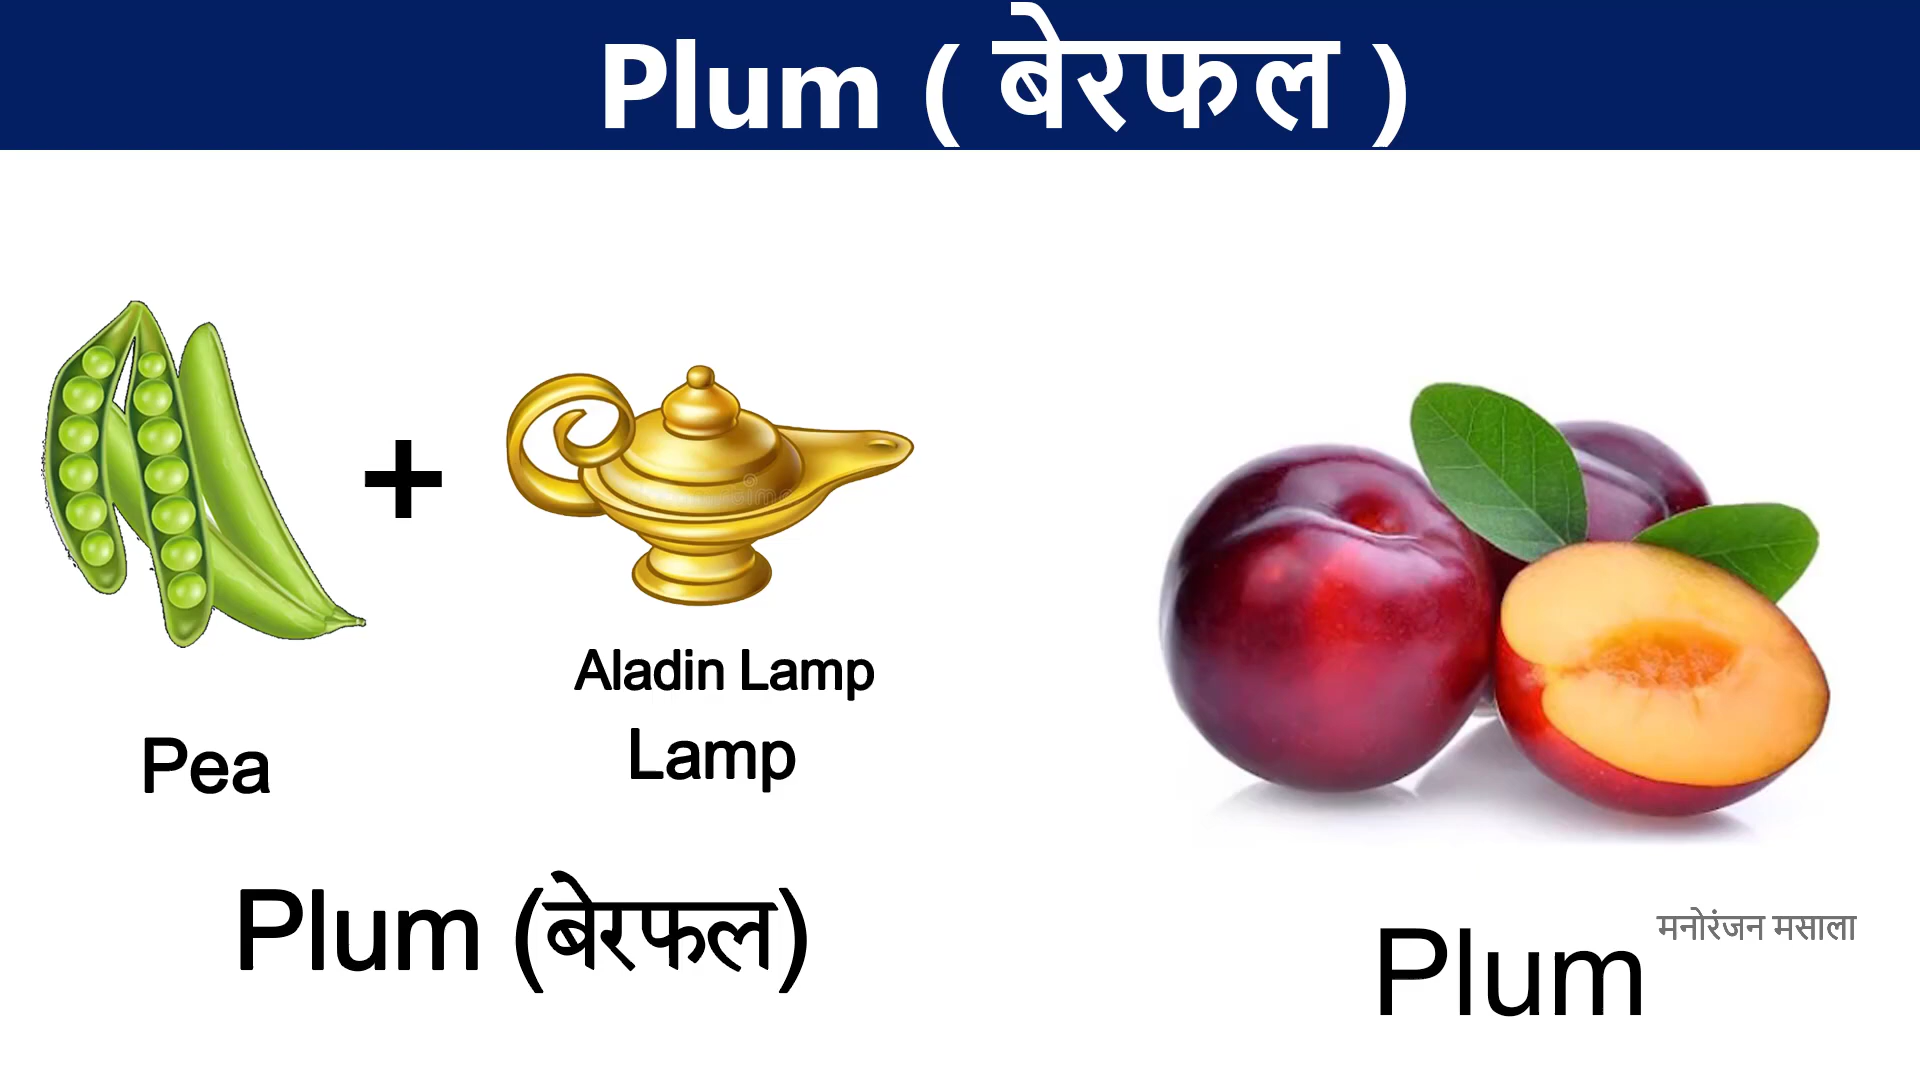 Plum ( बेरफल )
+
Aladin Lamp
Pea
Lamp
Plum (बेरफल)
Plum
मनोरंजन मसाला